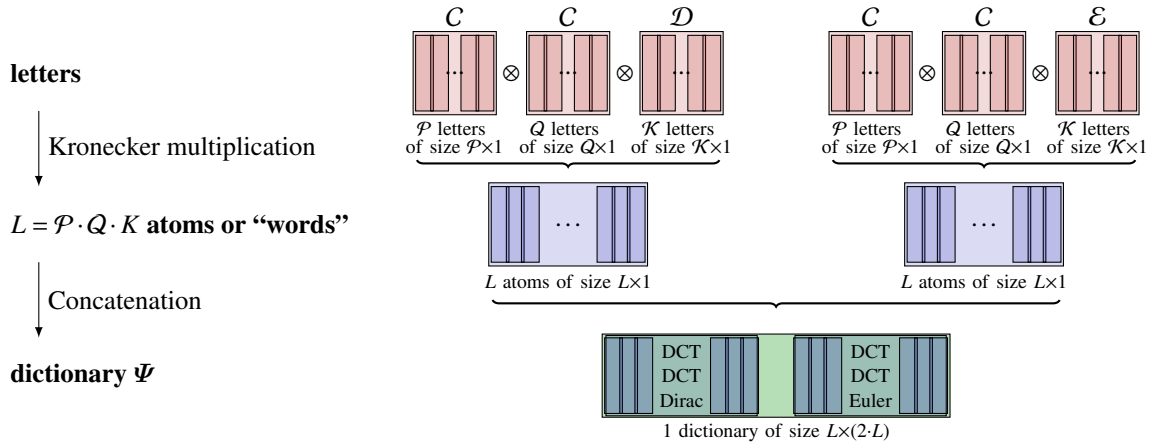 C C D C C E
letters
... ⊗ ... ⊗ ... ... ⊗ ... ⊗ ...
P letters of size P×1
Q letters of size Q×1
K letters of size K×1
P letters of size P×1
Q letters of size Q×1
K letters of size K×1
Kronecker multiplication
L = P · Q · K atoms or “words”
... ...
L atoms of size L×1 L atoms of size L×1
Concatenation
DCT DCT
DCT DCT
Dirac Euler
dictionary Ψ
1 dictionary of size L×(2·L)